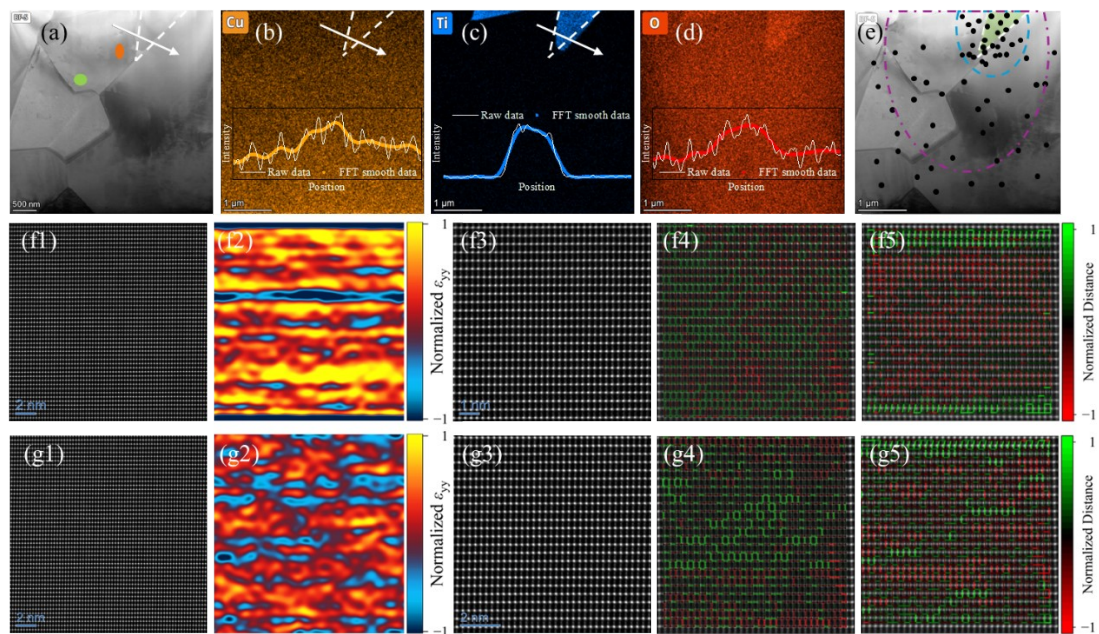 (a)
500 nm
Cu
(b)
Intensity
Raw data
FFT smooth data
Position
1 μm
Ti
(c)
Intensity
Raw data
FFT smooth data
Position
1 μm
O
(d)
Intensity
Raw data
FFT smooth data
Position
1 μm
(e)
1 μm
(f1)
2 nm
(f2)
1
Normalized εyy
−1
(f3)
1 nm
(f4)
(f5)
1
Normalized Distance
−1
(g1)
2 nm
(g2)
1
Normalized εyy
−1
(g3)
2 nm
(g4)
(g5)
1
Normalized Distance
−1